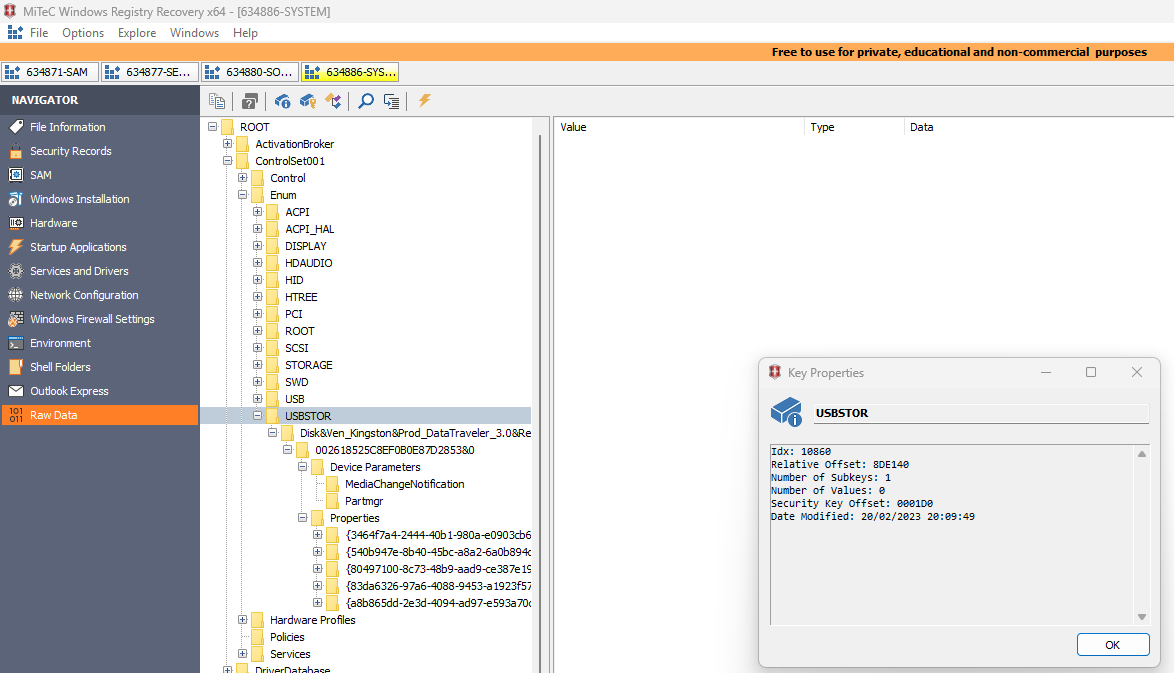 MiTeC Windows Registry Recovery x64 - [634886-SYSTEM]
File Options Explore Windows Help
Free to use for private, educational and non-commercial purposes
634871-SAM 634877-SE... 634880-SO... 634886-SYS...
NAVIGATOR
File Information
Security Records
SAM
Windows Installation
Hardware
Startup Applications
Services and Drivers
Network Configuration
Windows Firewall Settings
Environment
Shell Folders
Outlook Express
101
011
Raw Data
ROOT
ActivationBroker
ControlSet001
Control
Enum
ACPI
ACPI_HAL
DISPLAY
HDAUDIO
HID
HTREE
PCI
ROOT
SCSI
STORAGE
SWD
USB
USBSTOR
Disk&Ven_Kingston&Prod_DataTraveler_3.0&Re
002618525C8EF0B0E87D2853&0
Device Parameters
MediaChangeNotification
Partmgr
Properties
{3464f7a4-2444-40b1-980a-e0903cb6
{540b947e-8b40-45bc-a8a2-6a0b894c
{80497100-8c73-48b9-aad9-ce387e19
{83da6326-97a6-4088-9453-a1923f57
{a8b865dd-2e3d-4094-ad97-e593a70c
Hardware Profiles
Policies
Services
DriverDatabase
Value Type Data
Key Properties
USBSTOR
Idx: 10860
Relative Offset: 8DE140
Number of Subkeys: 1
Number of Values: 0
Security Key Offset: 0001D0
Date Modified: 20/02/2023 20:09:49
OK